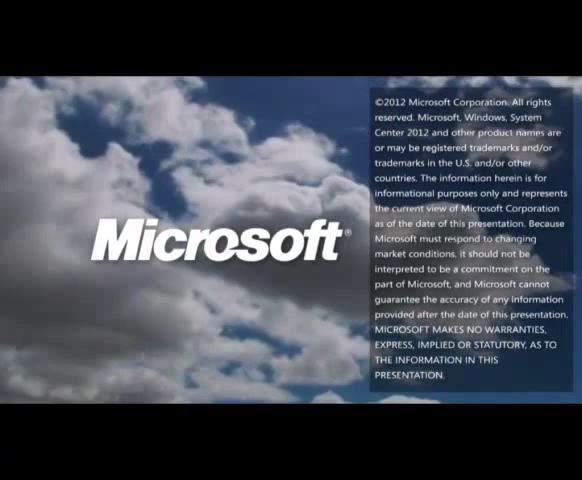 Microsoft®
©2012 Microsoft Corporation. All rights
reserved. Microsoft, Windows, System
Center 2012 and other product names are
or may be registered trademarks and/or
trademarks in the U.S. and/or other
countries. The information herein is for
informational purposes only and represents
the current view of Microsoft Corporation
as of the date of this presentation. Because
Microsoft must respond to changing
market conditions, it should not be
interpreted to be a commitment on the
part of Microsoft, and Microsoft cannot
guarantee the accuracy of any information
provided after the date of this presentation.
MICROSOFT MAKES NO WARRANTIES,
EXPRESS, IMPLIED OR STATUTORY, AS TO
THE INFORMATION IN THIS
PRESENTATION.